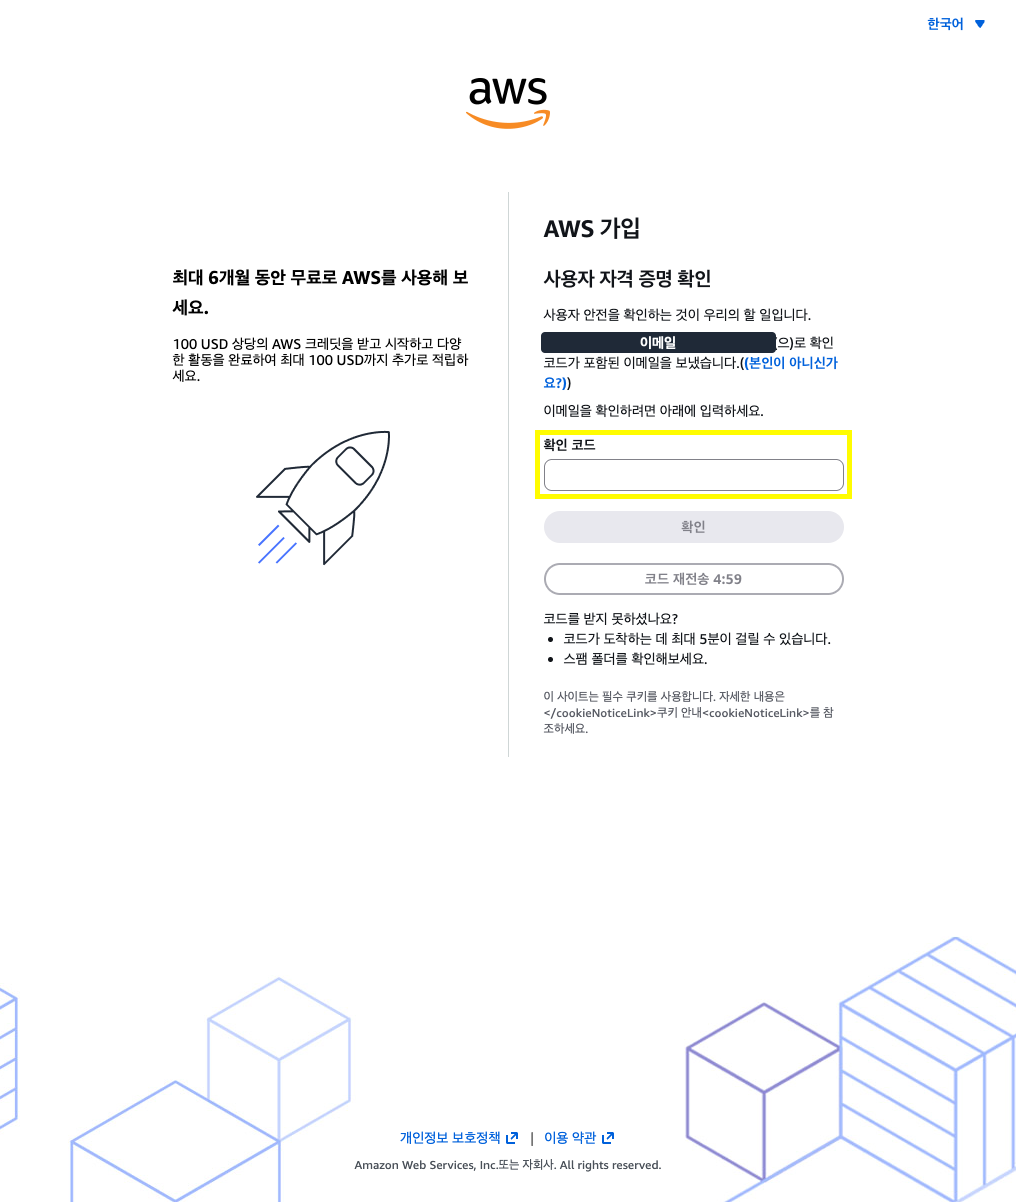 한국어
aws
최대 6개월 동안 무료로 AWS를 사용해 보
세요.
100 USD 상당의 AWS 크레딧을 받고 시작하고 다양
한 활동을 완료하여 최대 100 USD까지 추가로 적립하
세요.
AWS 가입
사용자 자격 증명 확인
사용자 안전을 확인하는 것이 우리의 할 일입니다.
이메일 (으)로 확인
코드가 포함된 이메일을 보냈습니다.((본인이 아니신가
요?))
이메일을 확인하려면 아래에 입력하세요.
확인 코드
확인
코드 재전송 4:59
코드를 받지 못하셨나요?
• 코드가 도착하는 데 최대 5분이 걸릴 수 있습니다.
• 스팸 폴더를 확인해보세요.
이 사이트는 필수 쿠키를 사용합니다. 자세한 내용은
</cookieNoticeLink>쿠키 안내<cookieNoticeLink>를 참
조하세요.
개인정보 보호정책 | 이용 약관
Amazon Web Services, Inc.또는 자회사. All rights reserved.